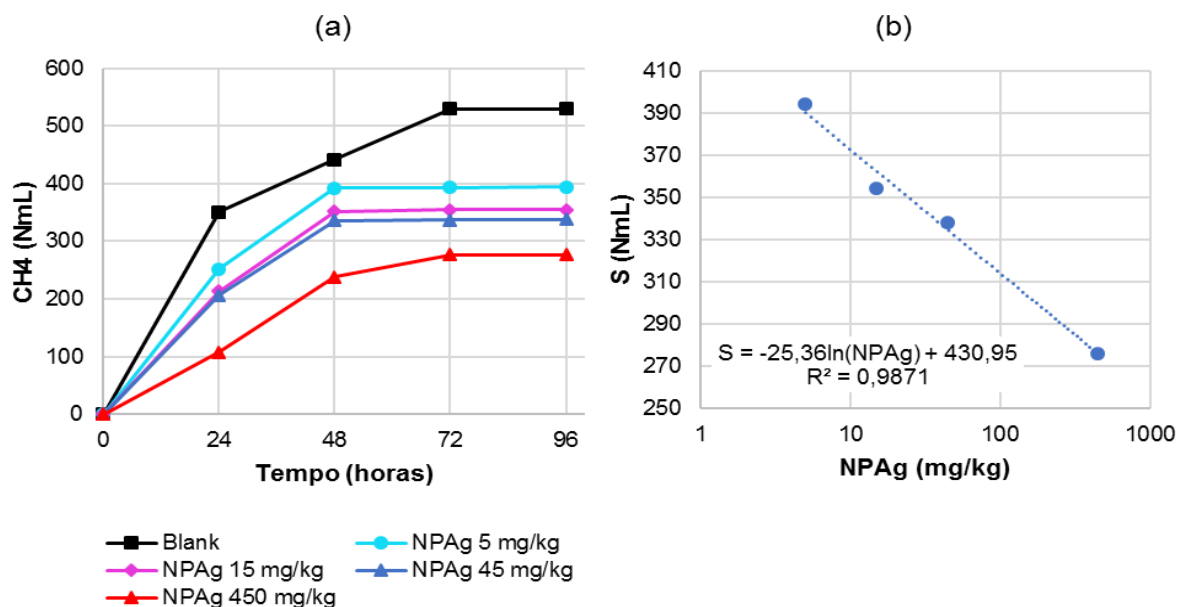 (a)
600
500
400
300
200
100
0
CH4 (NmL)
0 24 48 72 96
Tempo (horas)
Blank
NPAg 5 mg/kg
NPAg 15 mg/kg
NPAg 45 mg/kg
NPAg 450 mg/kg
(b)
410
390
370
350
330
310
290
270
250
S (NmL)
S = -25,36ln(NPAg) + 430,95
R² = 0,9871
1 10 100 1000
NPAg (mg/kg)